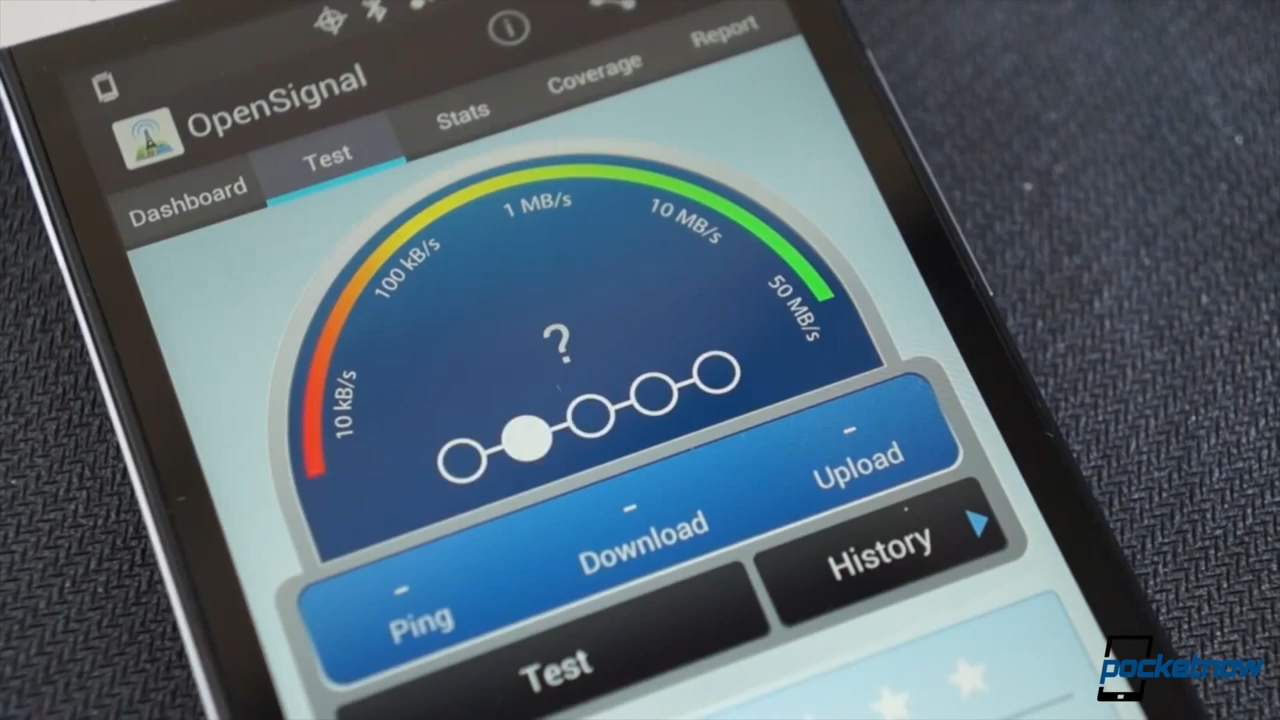 OpenSignal
Dashboard
Test
Stats
Coverage
Report
10 kB/s
100 kB/s
1 MB/s
10 MB/s
50 MB/s
?
-
Ping
-
Download
-
Upload
Test
History
pocketnow